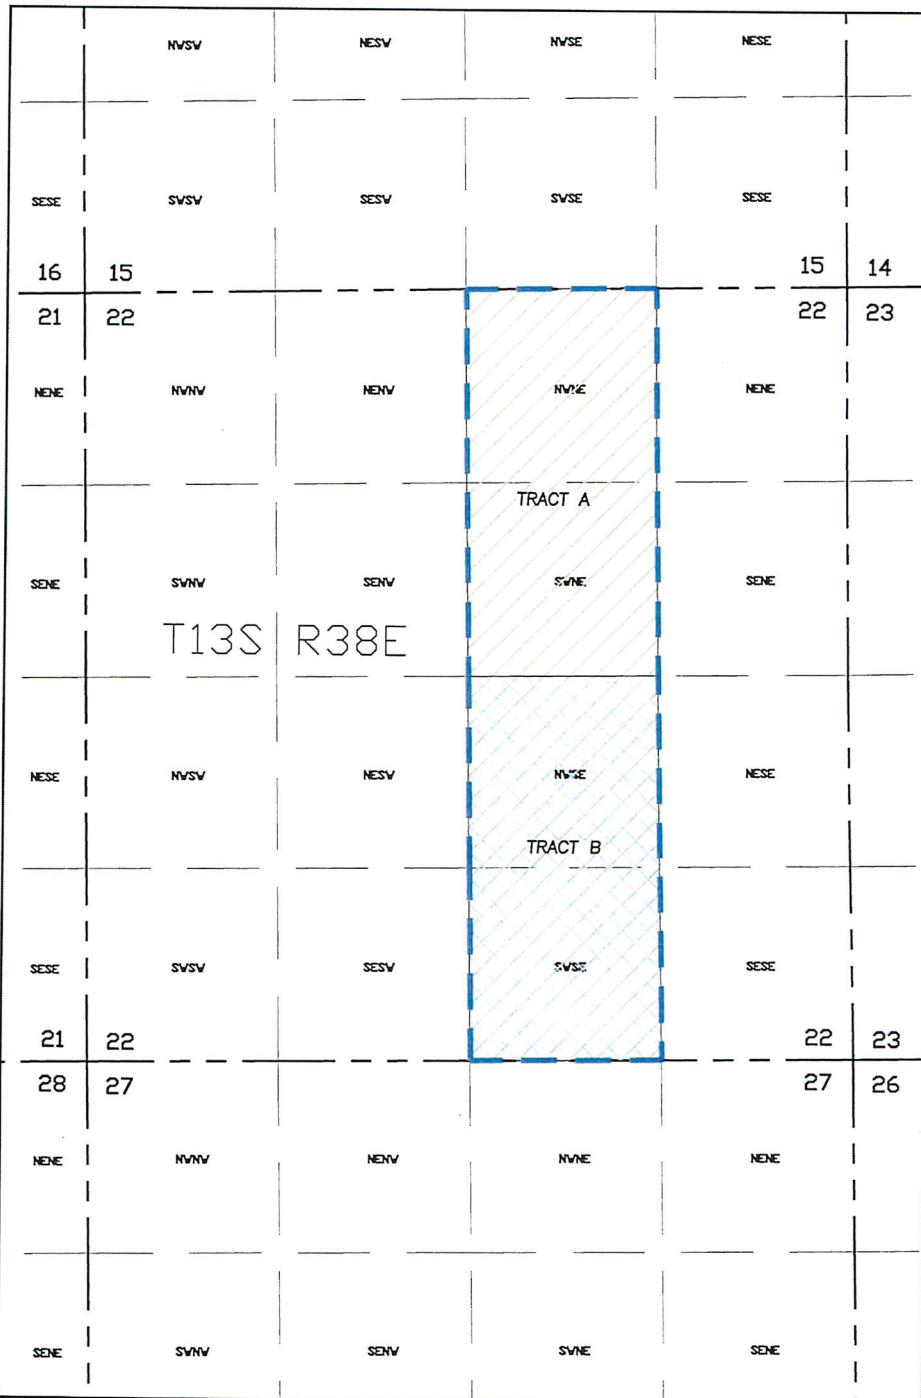 NWSW NESW NWSE NESE
SESE SWSW SESW SWSE SESE
16 15 15 14
21 22 22 23
NENE NWNW NENW NWNE NENE
TRACT A
SENE SWNW SENW SWNE SENE
T13S R38E
NESE NWSW NESW NWSE NESE
TRACT B
SESE SWSW SESW SWSE SESE
21 22 22 23
28 27 27 26
NENE NWNW NENW NWNE NENE
SENE SWNW SENW SWNE SENE